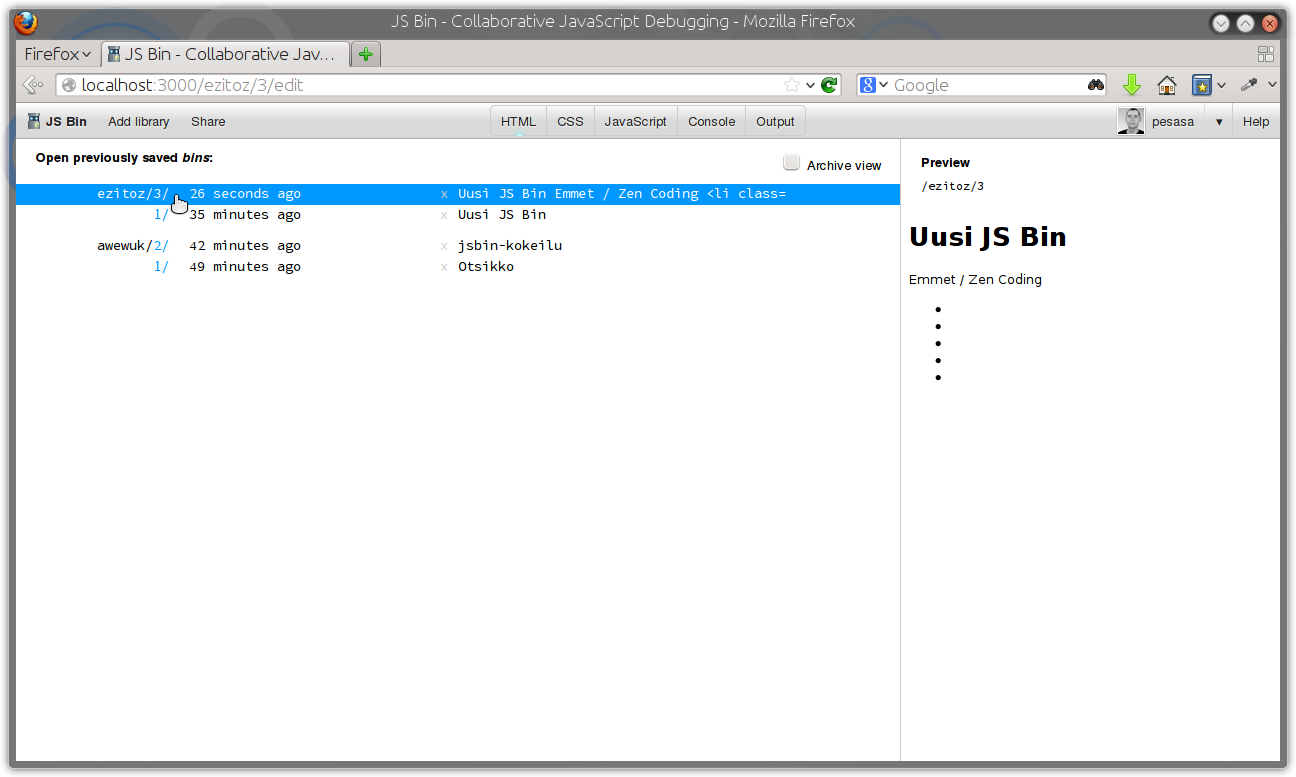 JS Bin - Collaborative JavaScript Debugging - Mozilla Firefox
Firefox JS Bin - Collaborative Jav...
localhost:3000/ezitoz/3/edit Google
JS Bin Add library Share HTML CSS JavaScript Console Output pesasa Help
Open previously saved bins: Archive view
ezitoz/3/ 26 seconds ago x Uusi JS Bin Emmet / Zen Coding <li class=
1/ 35 minutes ago x Uusi JS Bin
awewuk/2/ 42 minutes ago x jsbin-kokeilu
1/ 49 minutes ago x Otsikko
Preview
/ezitoz/3
Uusi JS Bin
Emmet / Zen Coding